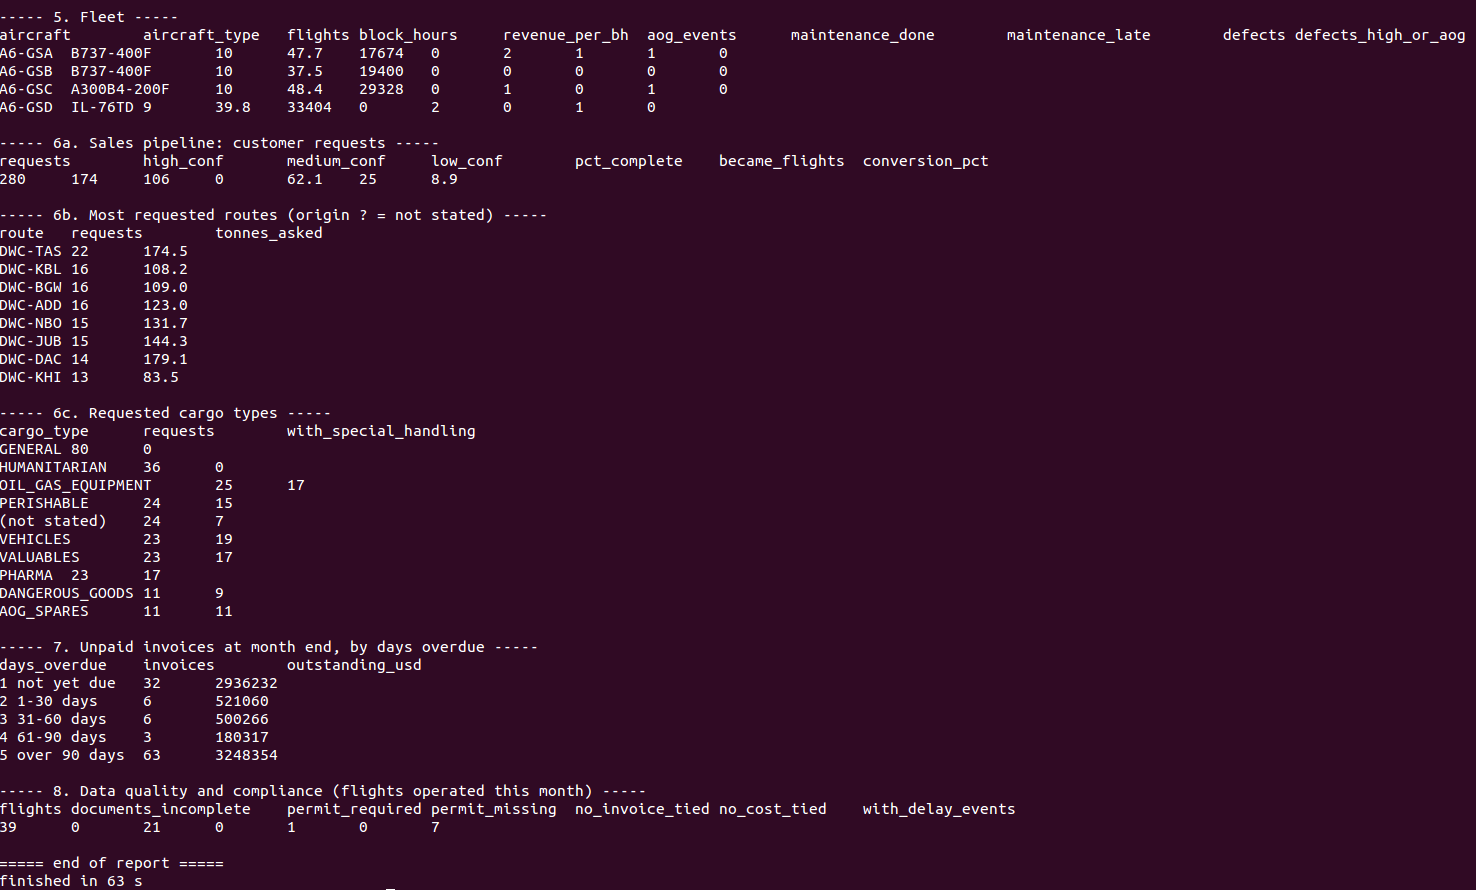 ----- 5. Fleet -----
aircraft aircraft_type flights block_hours revenue_per_bh aog_events maintenance_done maintenance_late defects defects_high_or_aog
A6-GSA B737-400F 10 47.7 17674 0 2 1 1 0
A6-GSB B737-400F 10 37.5 19400 0 0 0 0 0
A6-GSC A300B4-200F 10 48.4 29328 0 1 0 1 0
A6-GSD IL-76TD 9 39.8 33404 0 2 0 1 0
----- 6a. Sales pipeline: customer requests -----
requests high_conf medium_conf low_conf pct_complete became_flights conversion_pct
280 174 106 0 62.1 25 8.9
----- 6b. Most requested routes (origin ? = not stated) -----
route requests tonnes_asked
DWC-TAS 22 174.5
DWC-KBL 16 108.2
DWC-BGW 16 109.0
DWC-ADD 16 123.0
DWC-NBO 15 131.7
DWC-JUB 15 144.3
DWC-DAC 14 179.1
DWC-KHI 13 83.5
----- 6c. Requested cargo types -----
cargo_type requests with_special_handling
GENERAL 80 0
HUMANITARIAN 36 0
OIL_GAS_EQUIPMENT 25 17
PERISHABLE 24 15
(not stated) 24 7
VEHICLES 23 19
VALUABLES 23 17
PHARMA 23 17
DANGEROUS_GOODS 11 9
AOG_SPARES 11 11
----- 7. Unpaid invoices at month end, by days overdue -----
days_overdue invoices outstanding_usd
1 not yet due 32 2936232
2 1-30 days 6 521060
3 31-60 days 6 500266
4 61-90 days 3 180317
5 over 90 days 63 3248354
----- 8. Data quality and compliance (flights operated this month) -----
flights documents_incomplete permit_required permit_missing no_invoice_tied no_cost_tied with_delay_events
39 0 21 0 1 0 7
===== end of report =====
finished in 63 s